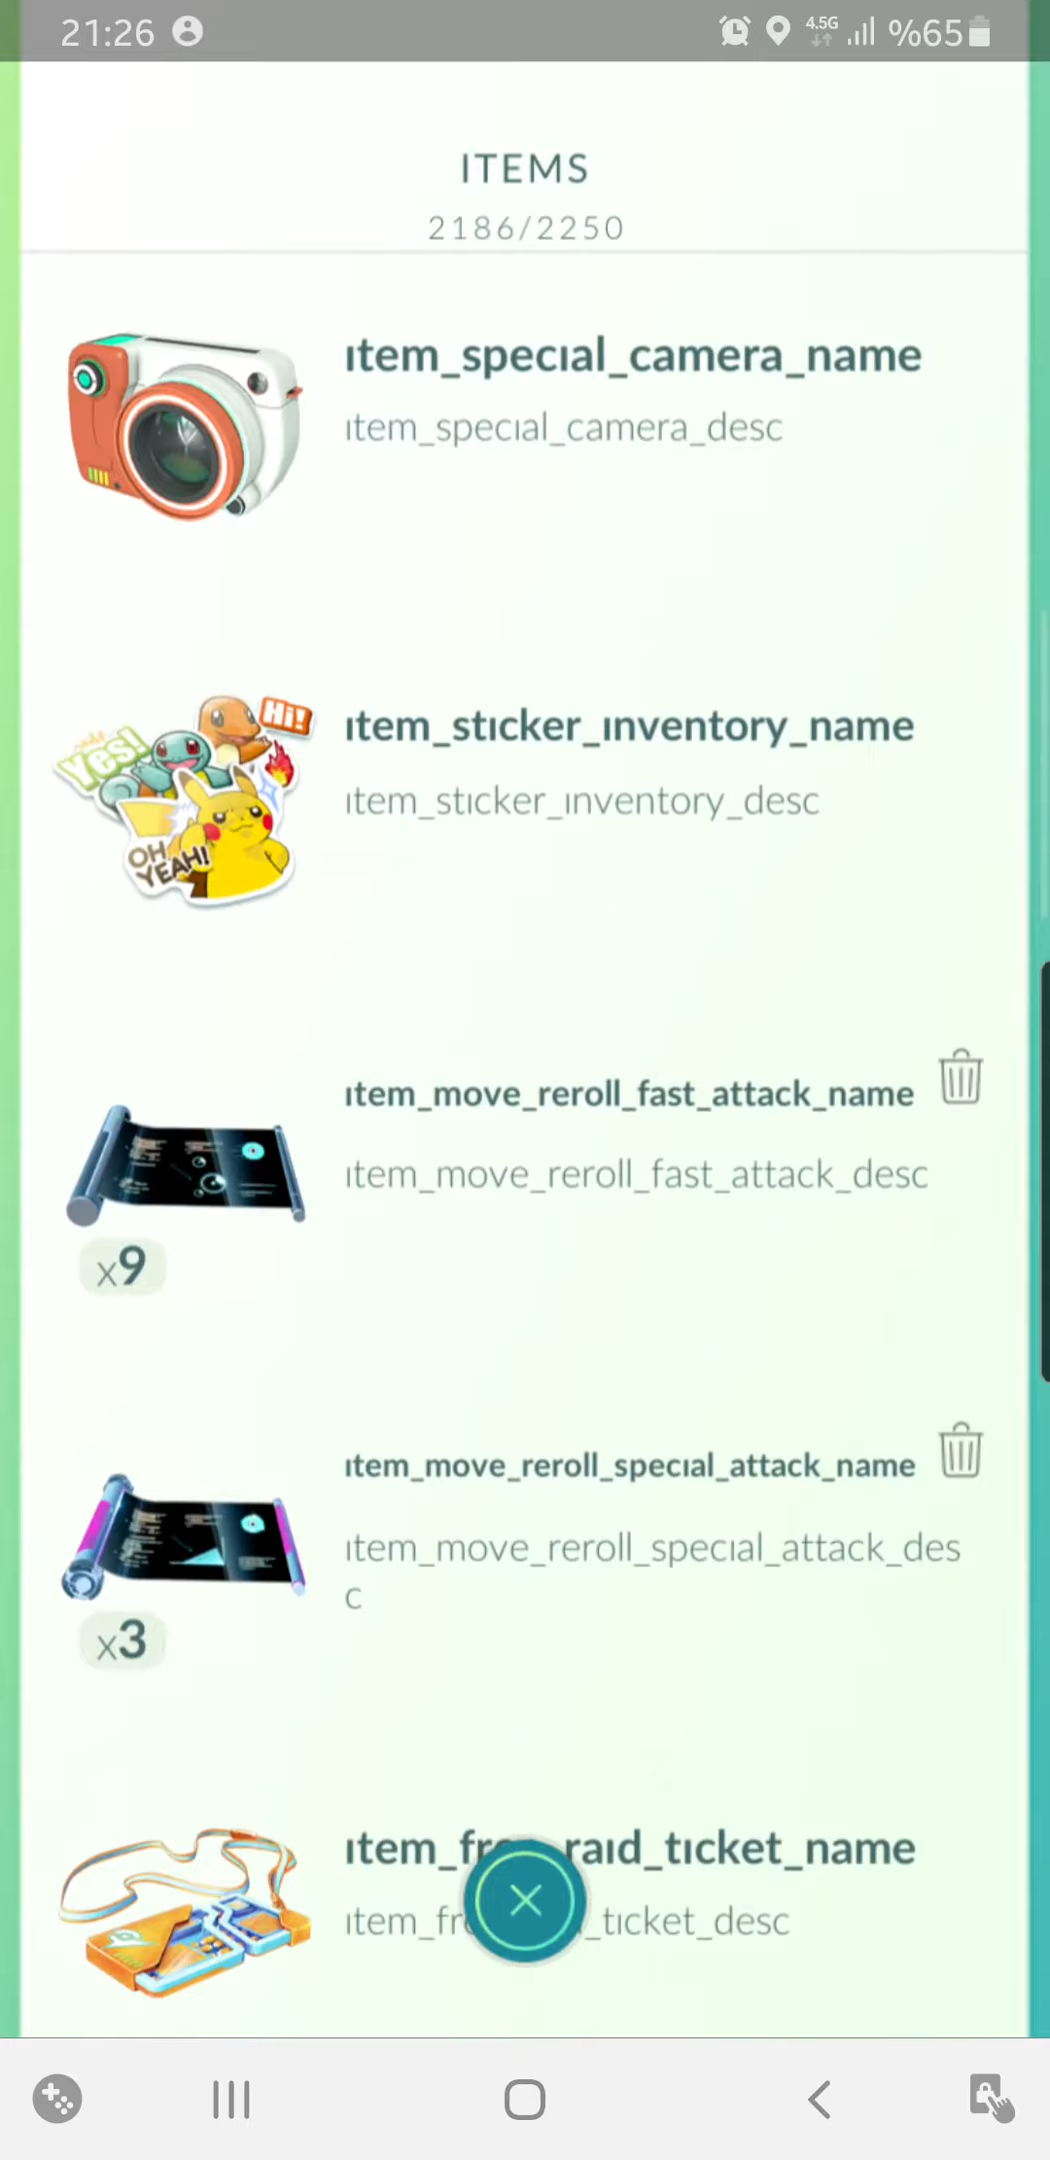 21:26 4.5G %65
ITEMS
2186/2250
ıtem_specıal_camera_name
ıtem_specıal_camera_desc
Hi!
Yes!
OH
YEAH!
ıtem_stıcker_ınventory_name
ıtem_stıcker_ınventory_desc
ıtem_move_reroll_fast_attack_name
ıtem_move_reroll_fast_attack_desc
x9
ıtem_move_reroll_specıal_attack_name
ıtem_move_reroll_specıal_attack_des
c
x3
ıtem_fr raıd_tıcket_name
ıtem_fr _tıcket_desc